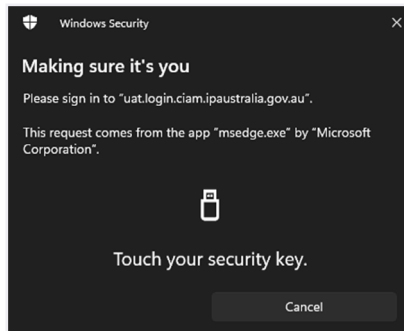 Windows Security
Making sure it's you
Please sign in to "uat.login.ciam.ipaustralia.gov.au".
This request comes from the app "msedge.exe" by "Microsoft
Corporation".
Touch your security key.
Cancel